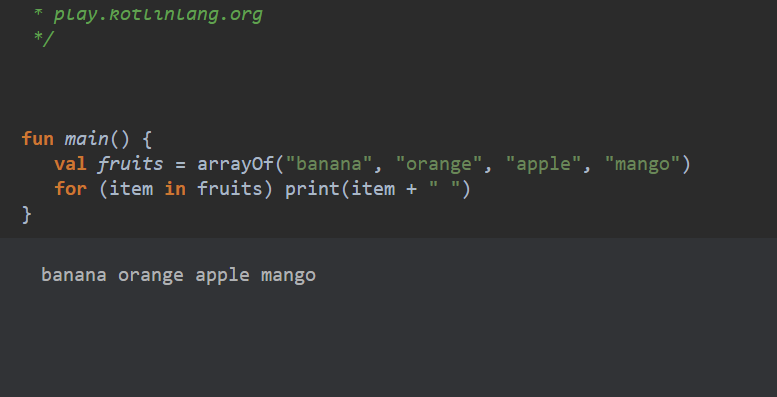 * play.kotlinlang.org
*/
fun main() {
val fruits = arrayOf("banana", "orange", "apple", "mango")
for (item in fruits) print(item + " ")
}
banana orange apple mango